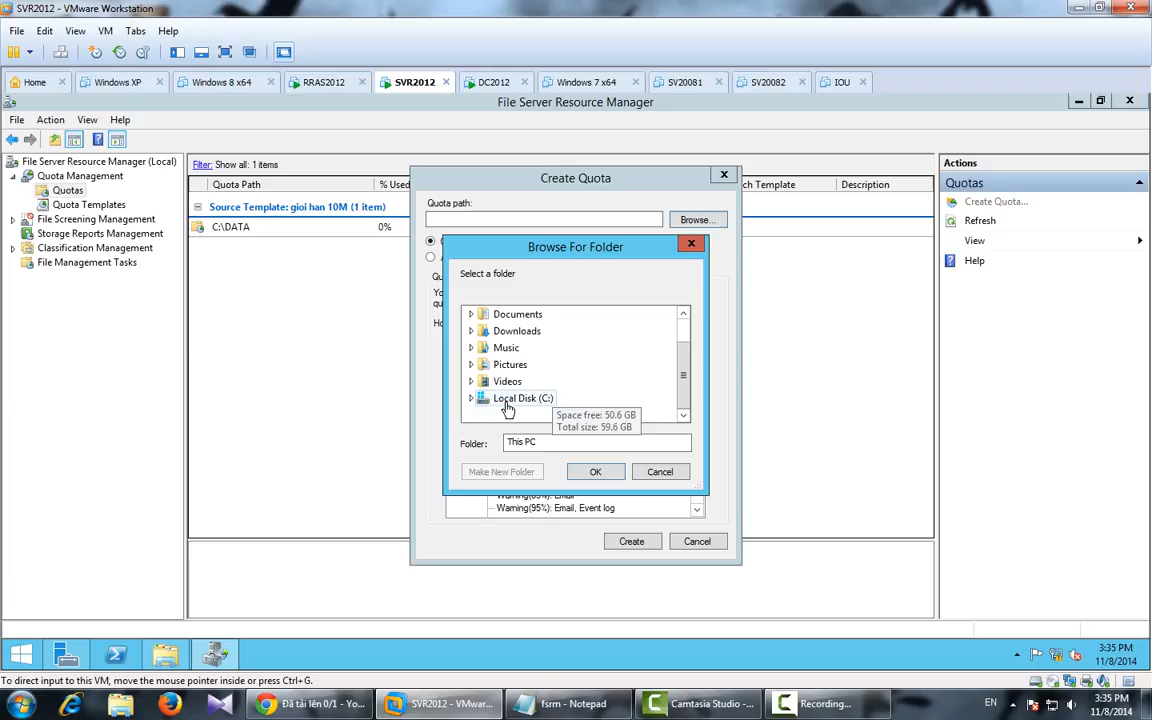 SVR2012 - VMware Workstation
File Edit View VM Tabs Help
Home Windows XP Windows 8 x64 RRAS2012 SVR2012 DC2012 Windows 7 x64 SV20081 SV20082 IOU
File Server Resource Manager
File Action View Help
File Server Resource Manager (Local)
Quota Management
Quotas
Quota Templates
File Screening Management
Storage Reports Management
Classification Management
File Management Tasks
Filter: Show all: 1 items
Quota Path % Used ch Template Description
Source Template: gioi han 10M (1 item)
C:\DATA 0%
Create Quota
Quota path:
Browse...
Browse For Folder
Select a folder
Documents
Downloads
Music
Pictures
Videos
Local Disk (C:)
Space free: 50.6 GB
Total size: 59.6 GB
Folder: This PC
Make New Folder OK Cancel
Warning(95%): Email, Event log
Create Cancel
Actions
Quotas
Create Quota...
Refresh
View
Help
3:35 PM
11/8/2014
To direct input to this VM, move the mouse pointer inside or press Ctrl+G.
Đã tải lên 0/1 - Yo... SVR2012 - VMwar... fsrm - Notepad Camtasia Studio - ... Recording... EN 3:35 PM
11/8/2014